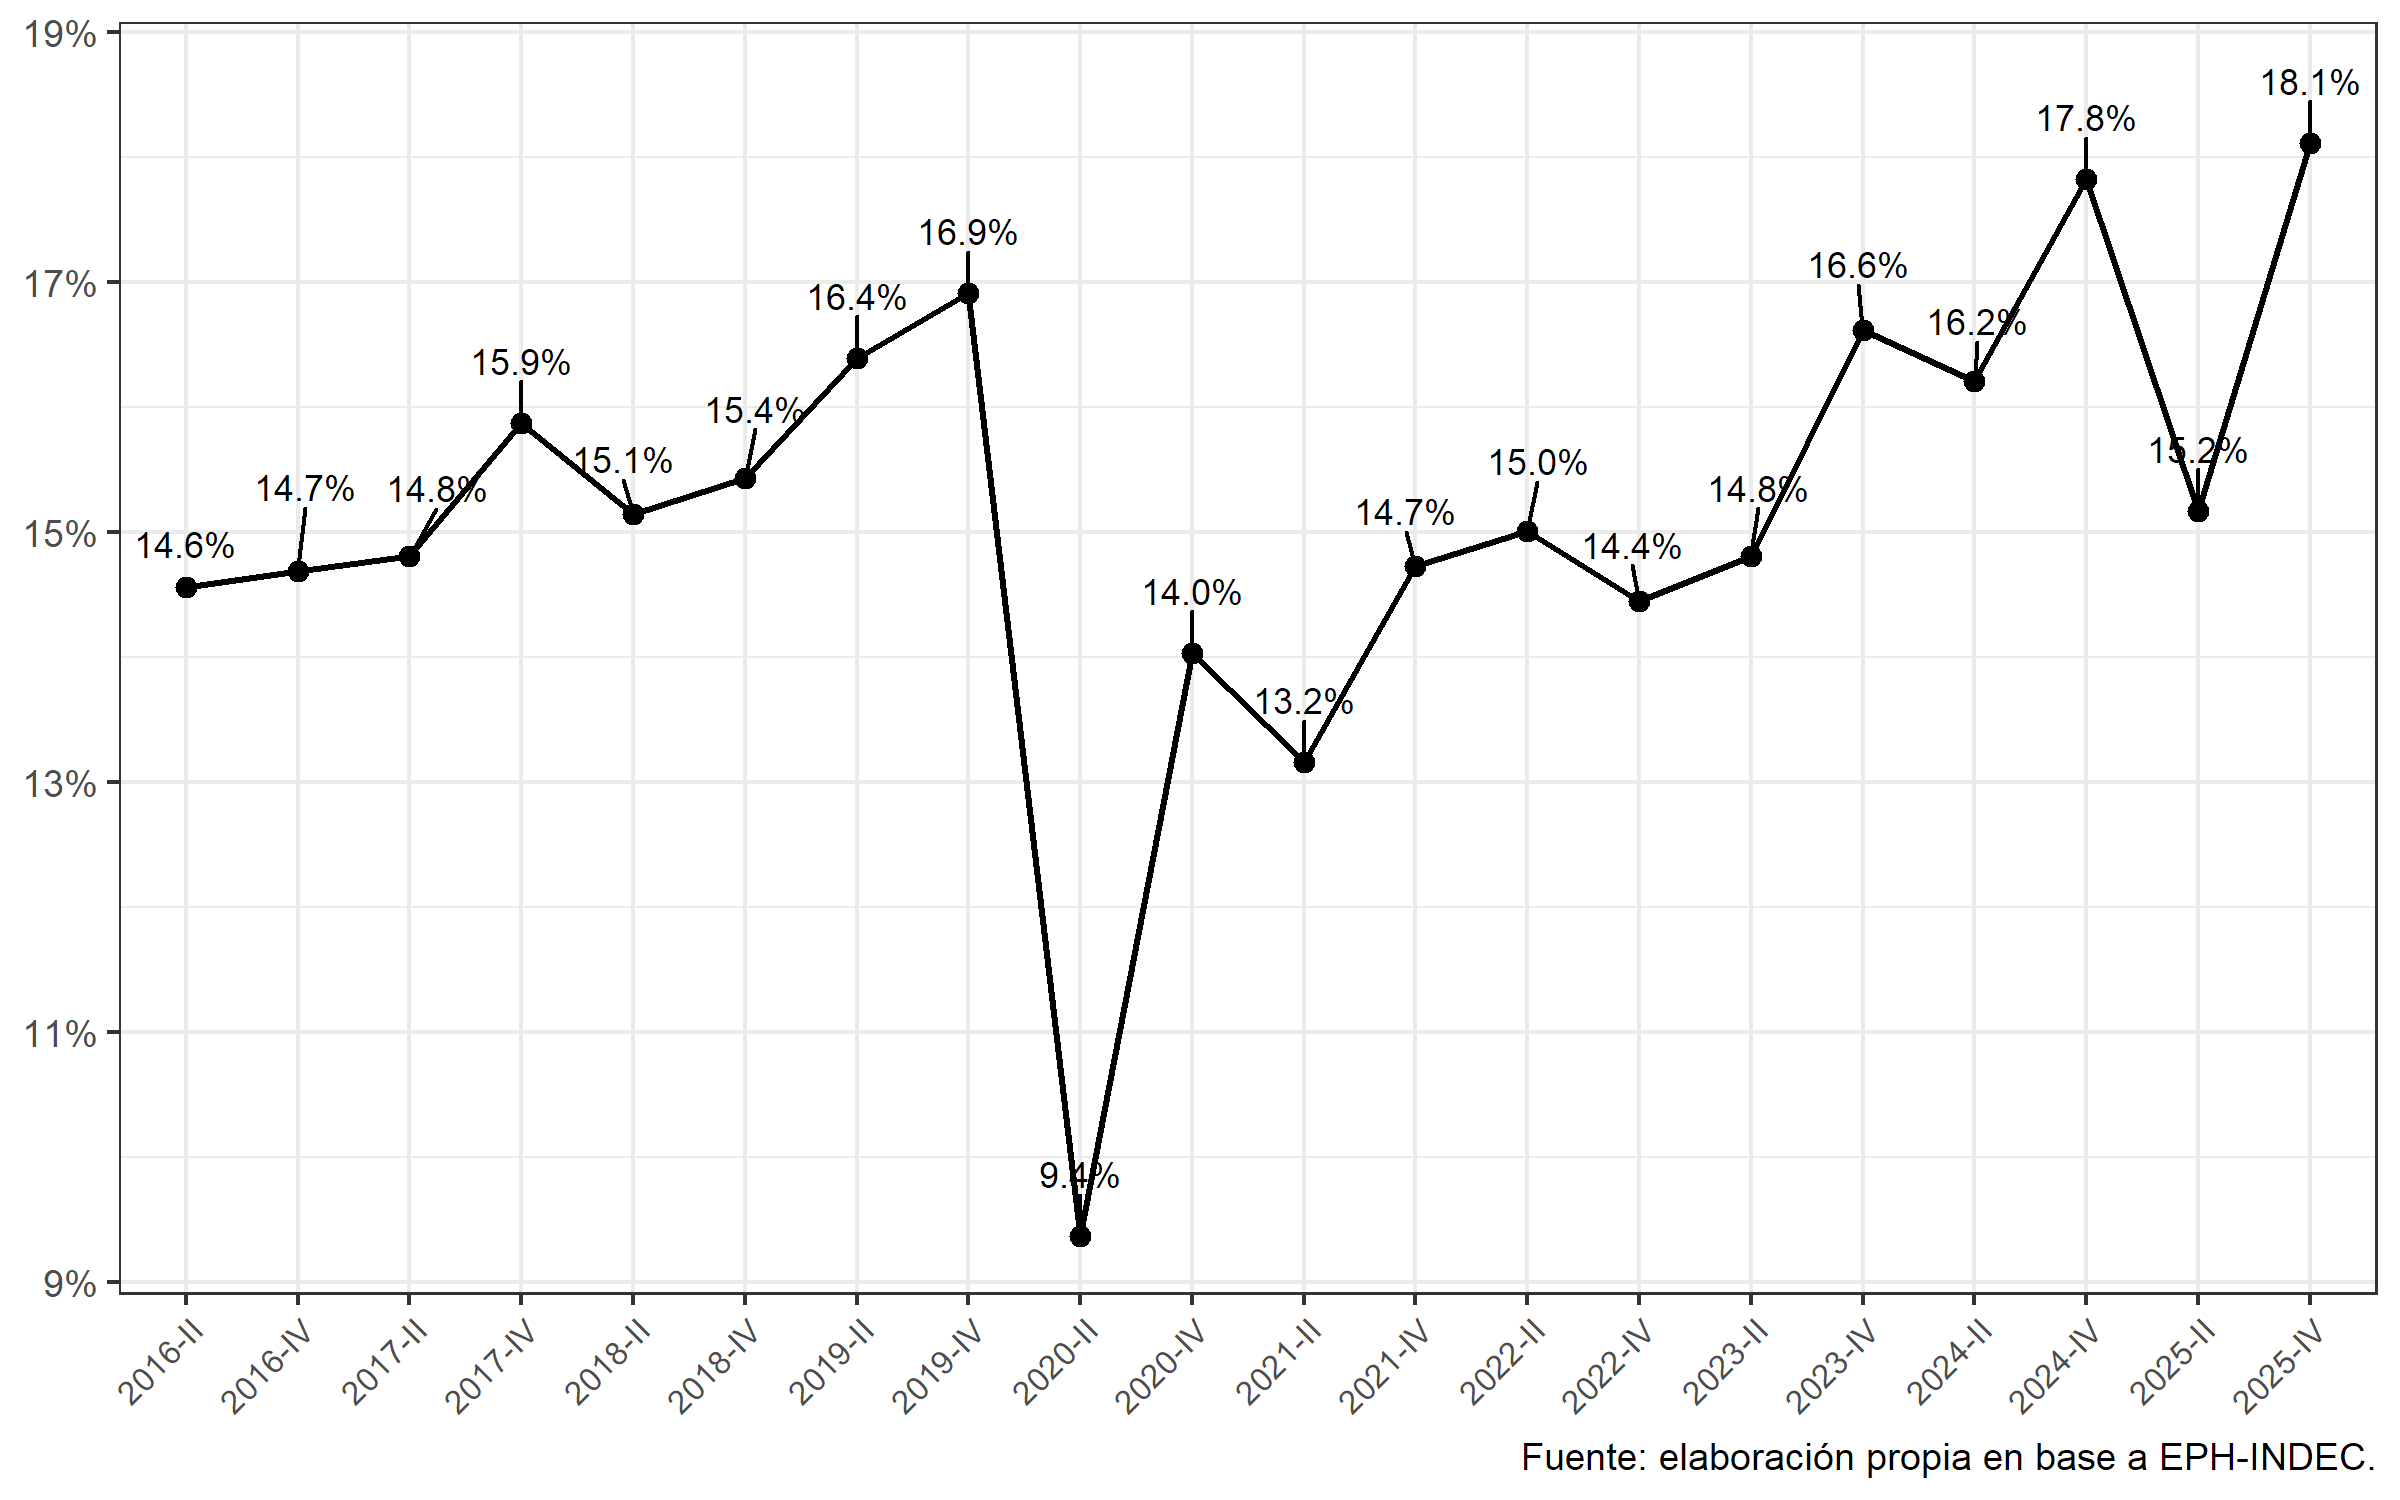 19%
17%
15%
13%
11%
9%
14.6%
14.7%
14.8%
15.9%
15.1%
15.4%
16.4%
16.9%
9.4%
14.0%
13.2%
14.7%
15.0%
14.4%
14.8%
16.6%
16.2%
17.8%
15.2%
18.1%
2016-II
2016-IV
2017-II
2017-IV
2018-II
2018-IV
2019-II
2019-IV
2020-II
2020-IV
2021-II
2021-IV
2022-II
2022-IV
2023-II
2023-IV
2024-II
2024-IV
2025-II
2025-IV
Fuente: elaboración propia en base a EPH-INDEC.